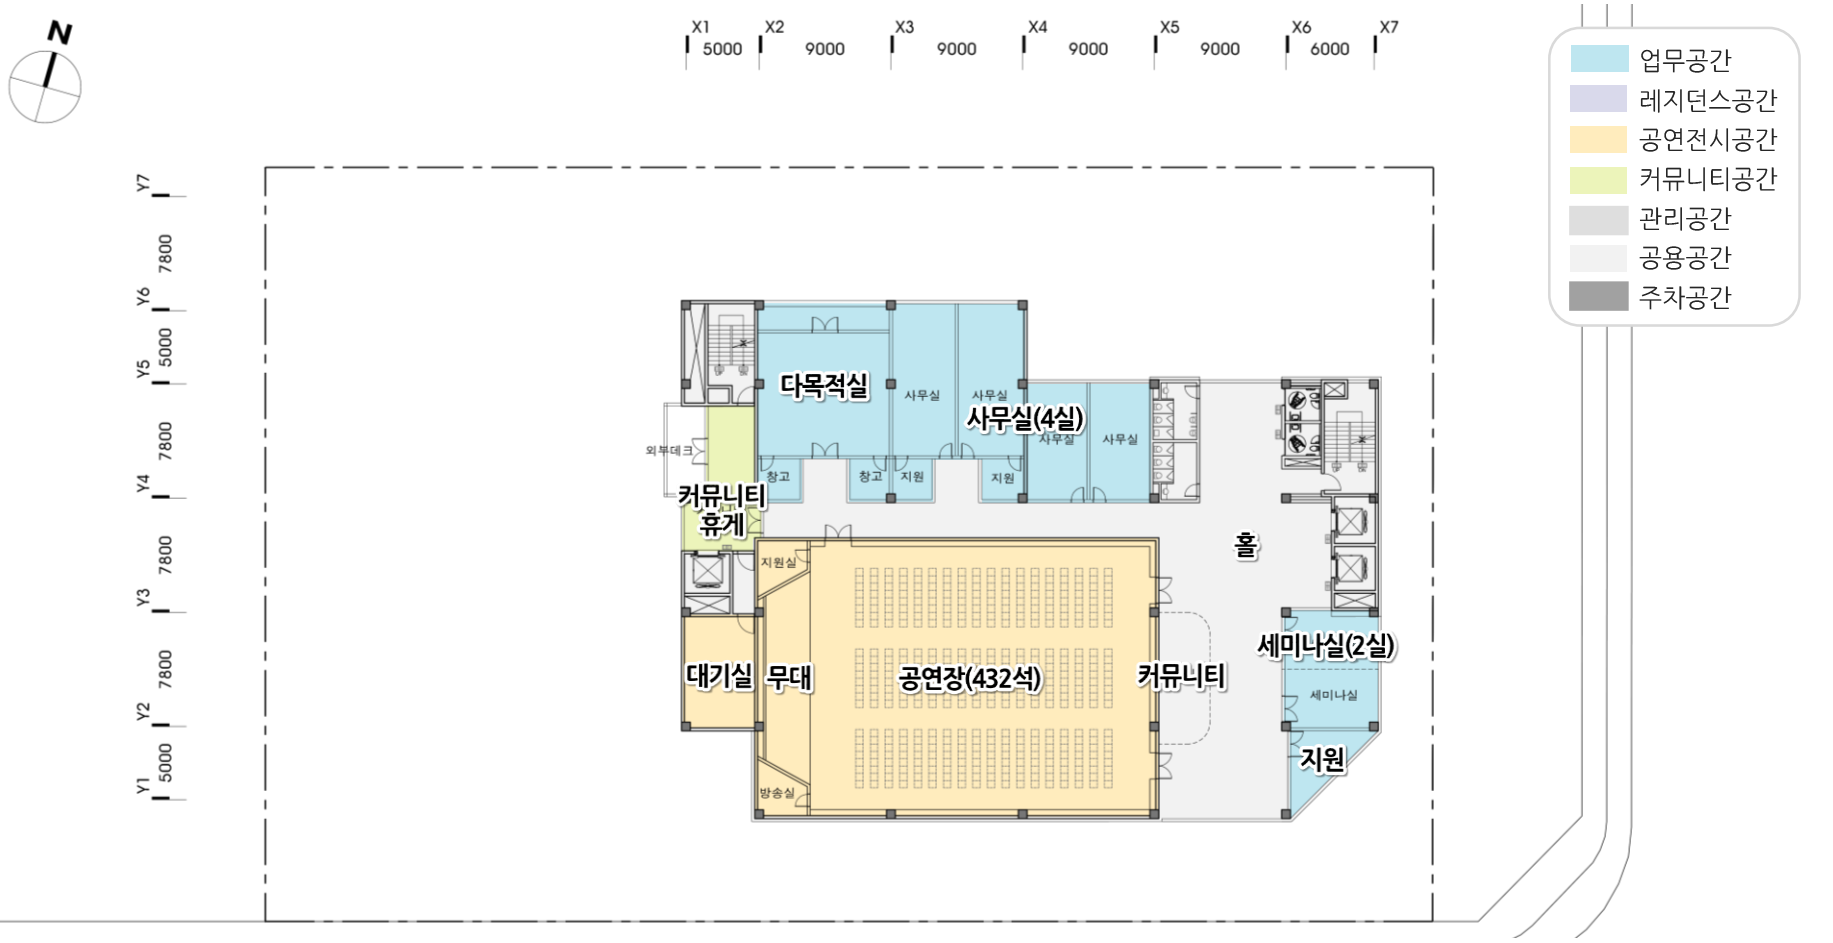 N
X1
X2
X3
X4
X5
X6
X7
5000
9000
9000
9000
9000
6000
업무공간
레지던스공간
공연전시공간
커뮤니티공간
관리공간
공용공간
주차공간
Y7
7800
Y6
5000
Y5
7800
Y4
7800
Y3
7800
Y2
5000
Y1
다목적실
사무실
사무실
사무실(4실)
사무실
사무실
외부데크
창고
창고
지원
지원
커뮤니티
휴게
홀
지원실
대기실
무대
공연장(432석)
커뮤니티
세미나실(2실)
세미나실
지원
방송실